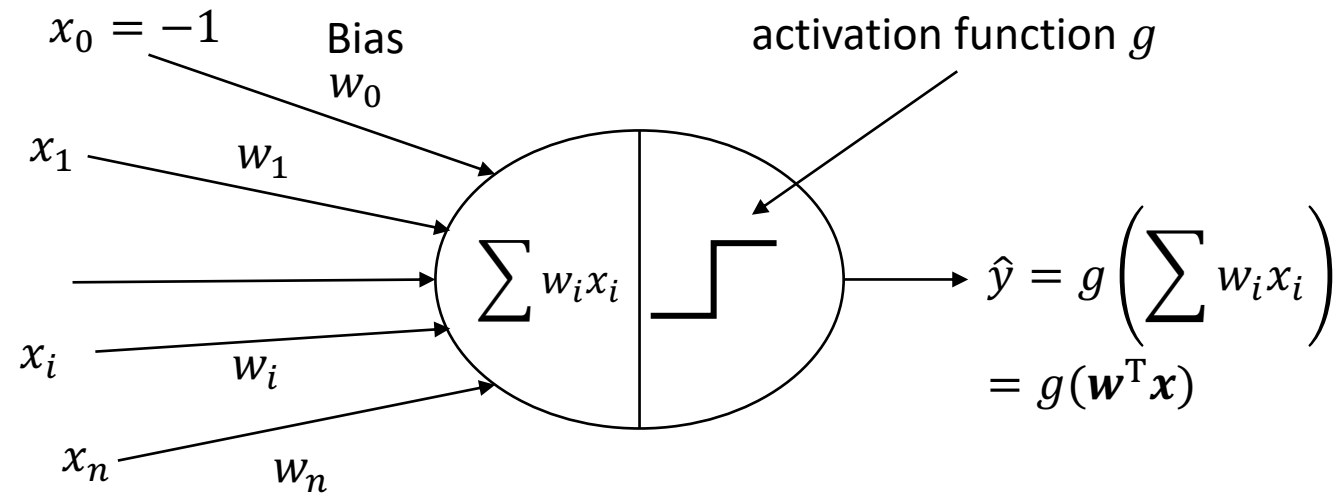 x₀ = −1
Bias
w₀
activation function g
x₁
w₁
∑ wᵢxᵢ
ŷ = g(∑ wᵢxᵢ)
= g(𝒘ᵀ𝒙)
xᵢ
wᵢ
xₙ
wₙ